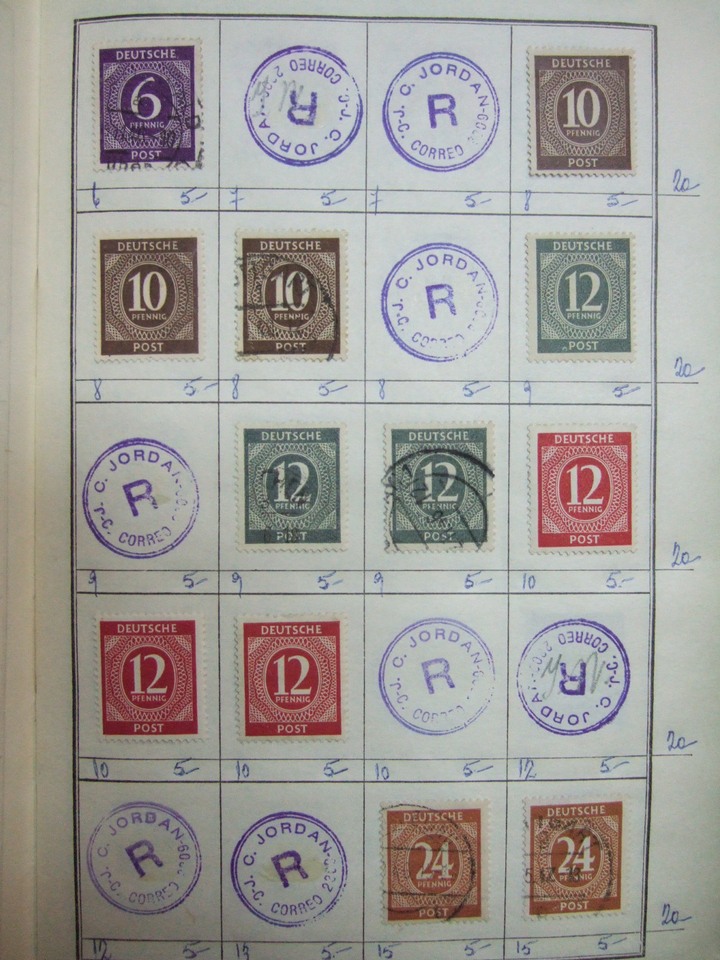 DEUTSCHE
6
PFENNIG
POST
J. C. JORDAN
R
J-C. CORREO 2209
J. C. JORDAN-
R
J-C. CORREO 2209
DEUTSCHE
10
PFENNIG
POST
6 5-
7 5-
7 5-
8 5-
20
DEUTSCHE
10
PFENNIG
POST
DEUTSCHE
10
PFENNIG
POST
J. C. JORDAN-
R
J-C. CORREO
DEUTSCHE
12
PFENNIG
POST
8 5-
8 5-
8 5-
9 5-
20
J. C. JORDAN-
R
J-C. CORREO
DEUTSCHE
12
PFENNIG
POST
DEUTSCHE
12
PFENNIG
POST
DEUTSCHE
12
PFENNIG
POST
9 5-
9 5-
9 5-
10 5-
20
DEUTSCHE
12
PFENNIG
POST
DEUTSCHE
12
PFENNIG
POST
J. C. JORDAN-
R
J-C. CORREO
J. C. JORDAN
R
J-C. CORREO
10 5-
10 5-
10 5-
12 5-
20
J. C. JORDAN-
R
J-C. CORREO 2209
J. C. JORDAN-
R
J-C. CORREO
DEUTSCHE
24
PFENNIG
POST
DEUTSCHE
24
PFENNIG
POST
12 5-
13 5-
15 5-
15 5-
20